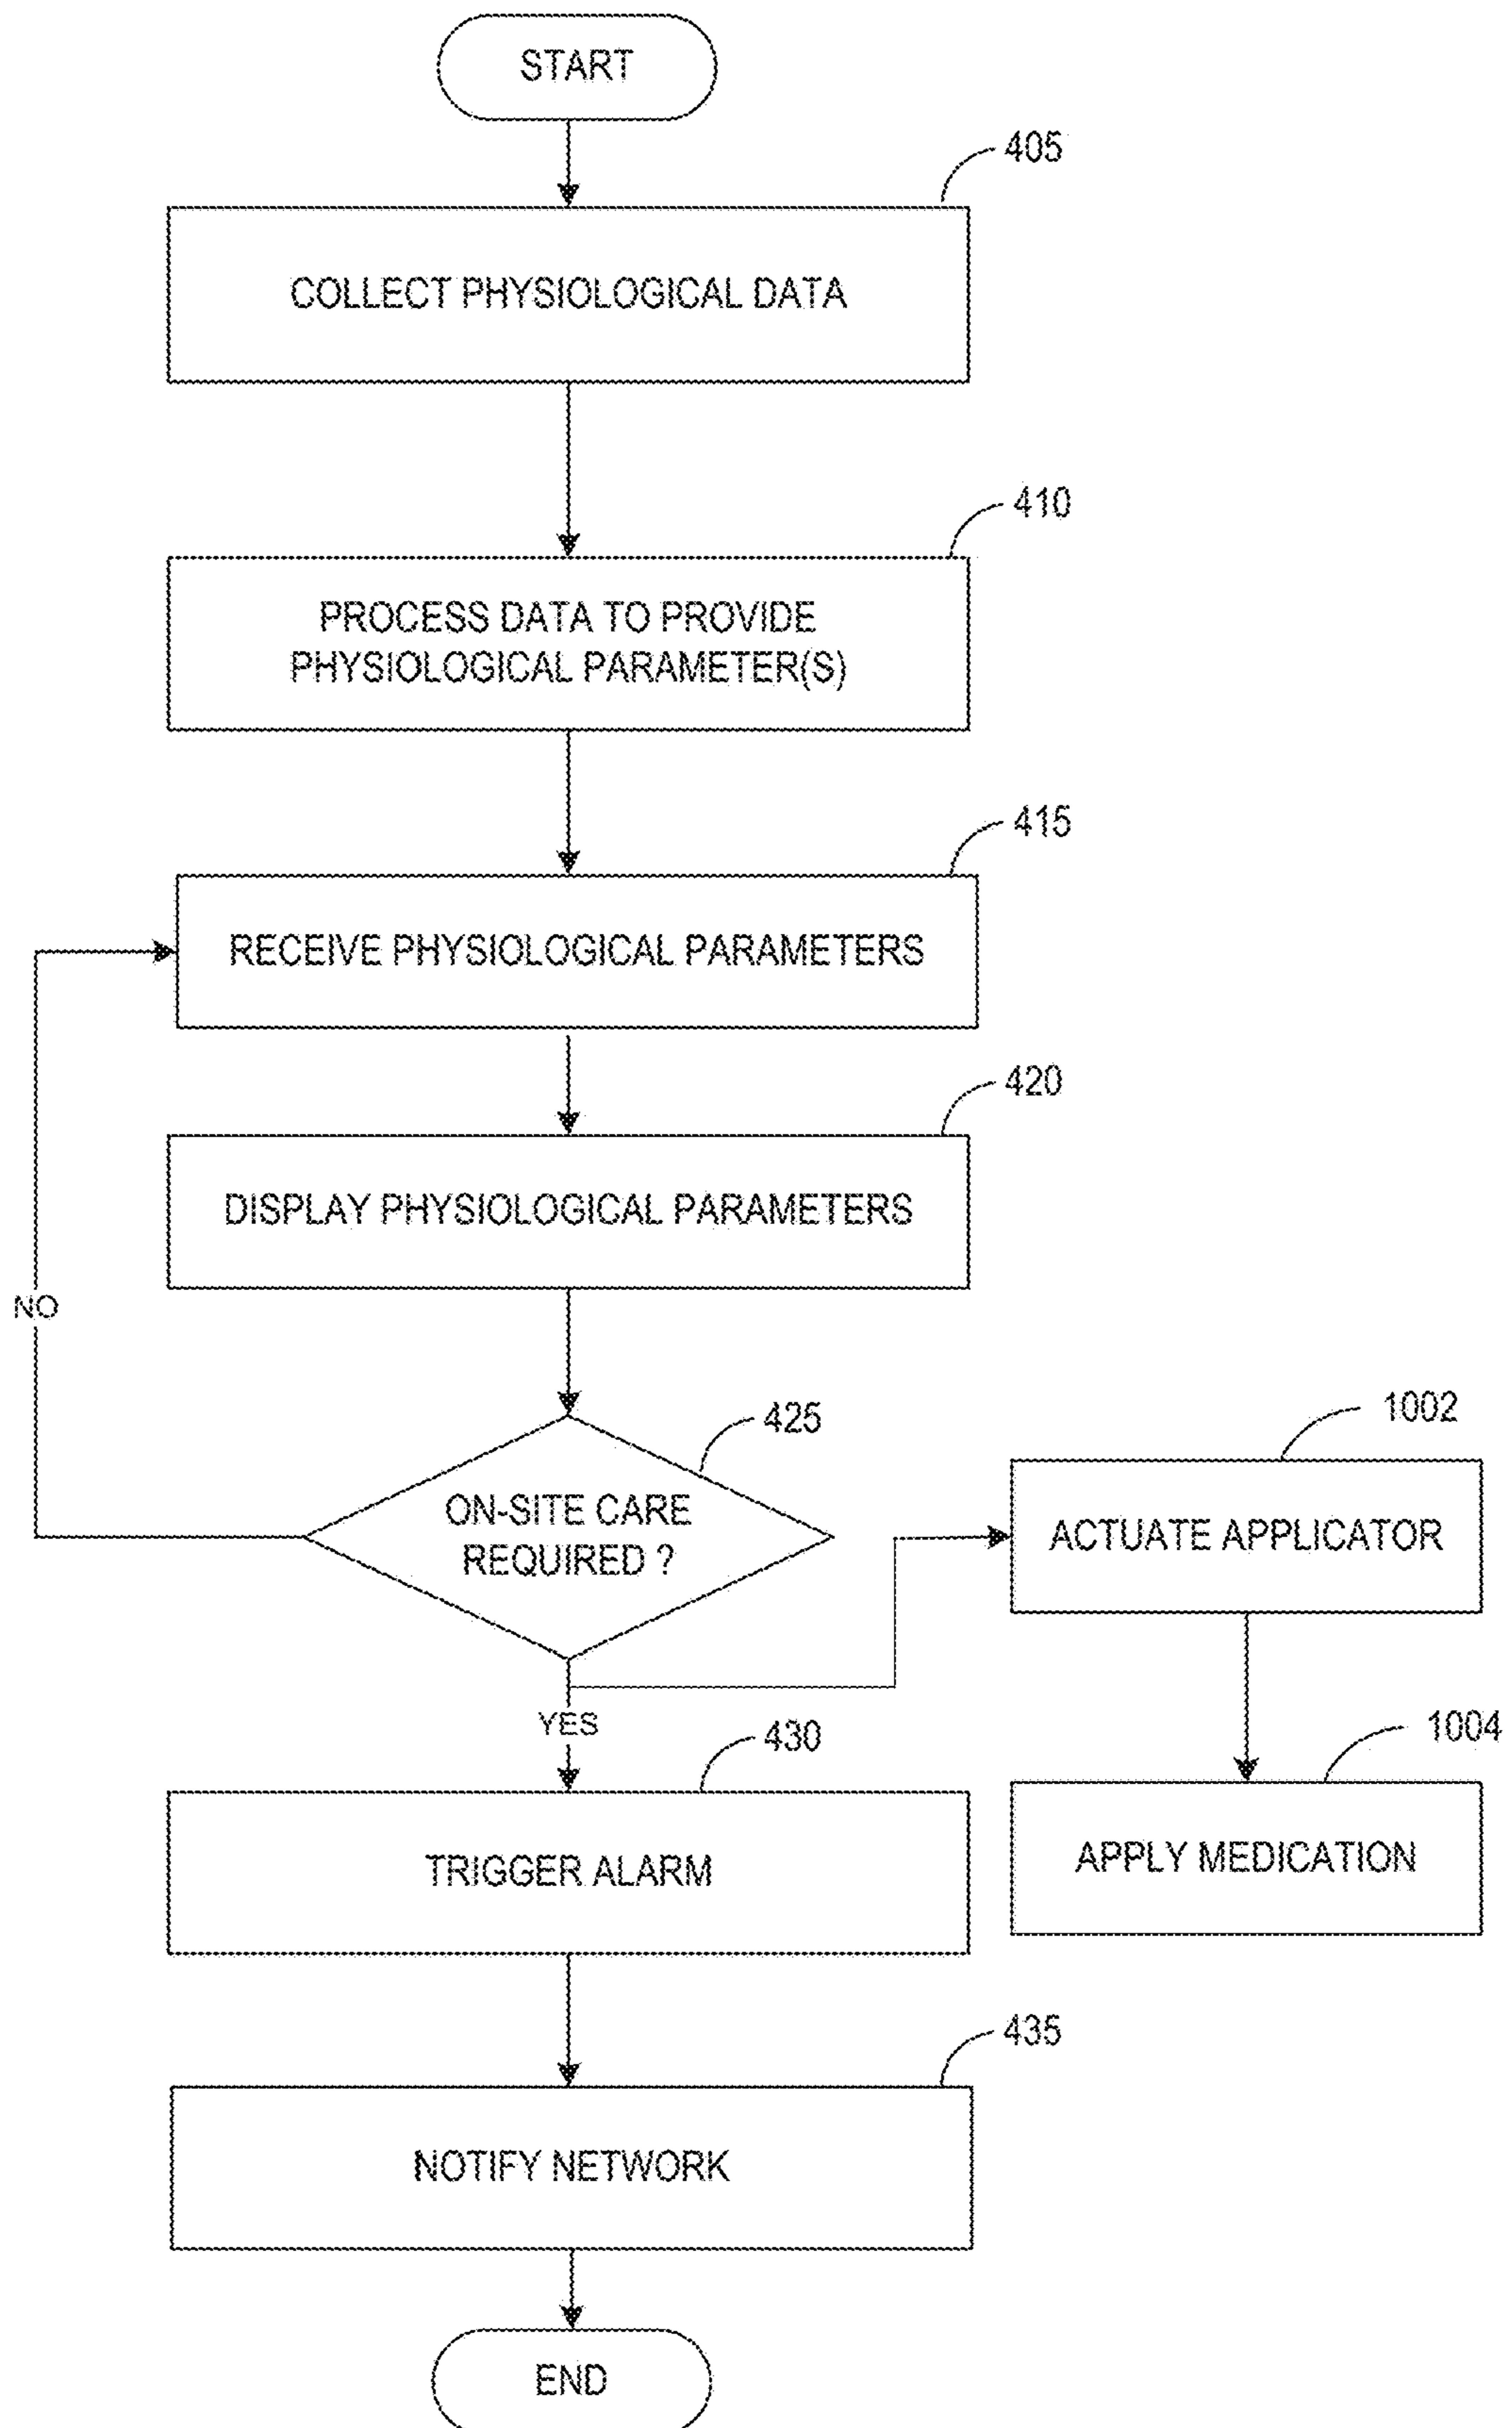 START
405
COLLECT PHYSIOLOGICAL DATA
410
PROCESS DATA TO PROVIDE
PHYSIOLOGICAL PARAMETER(S)
415
RECEIVE PHYSIOLOGICAL PARAMETERS
420
DISPLAY PHYSIOLOGICAL PARAMETERS
NO
425
ON-SITE CARE
REQUIRED ?
1002
ACTUATE APPLICATOR
YES
430
TRIGGER ALARM
1004
APPLY MEDICATION
435
NOTIFY NETWORK
END